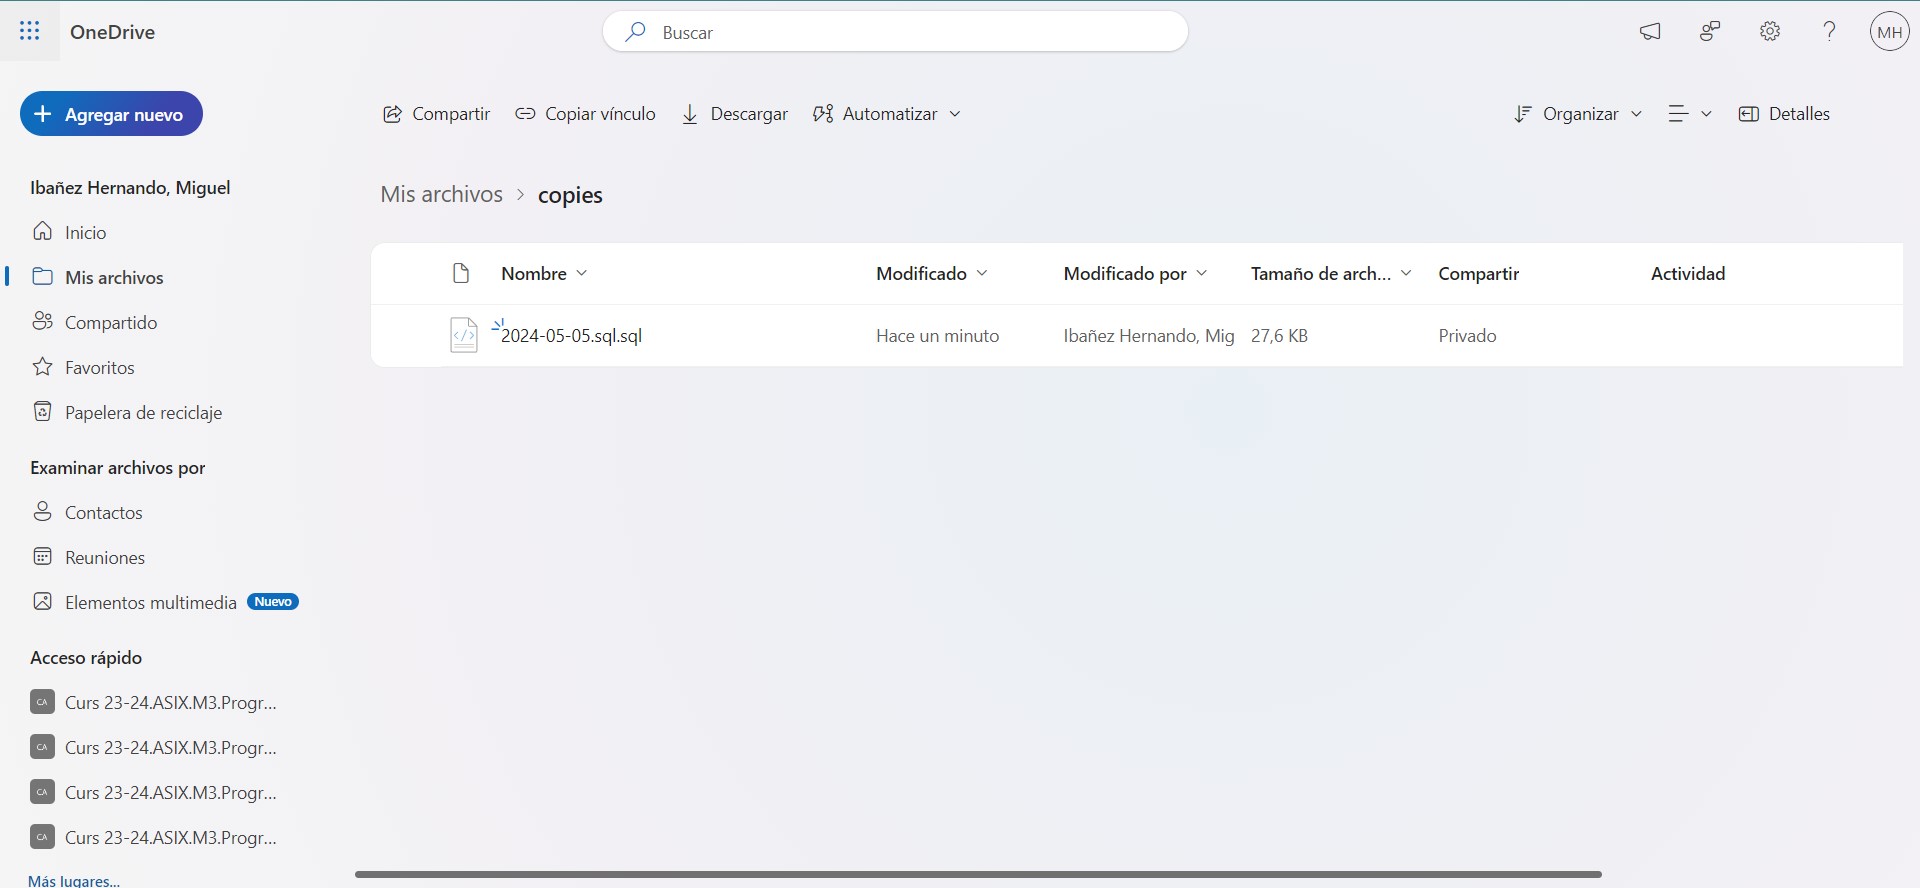 OneDrive
Buscar
MH
Agregar nuevo
Compartir
Copiar vínculo
Descargar
Automatizar
Organizar
Detalles
Ibañez Hernando, Miguel
Inicio
Mis archivos
Compartido
Favoritos
Papelera de reciclaje
Examinar archivos por
Contactos
Reuniones
Elementos multimedia Nuevo
Acceso rápido
CA Curs 23-24.ASIX.M3.Progr...
CA Curs 23-24.ASIX.M3.Progr...
CA Curs 23-24.ASIX.M3.Progr...
CA Curs 23-24.ASIX.M3.Progr...
Más lugares...
Mis archivos > copies
Nombre Modificado Modificado por Tamaño de arch... Compartir Actividad
2024-05-05.sql.sql Hace un minuto Ibañez Hernando, Mig 27,6 KB Privado